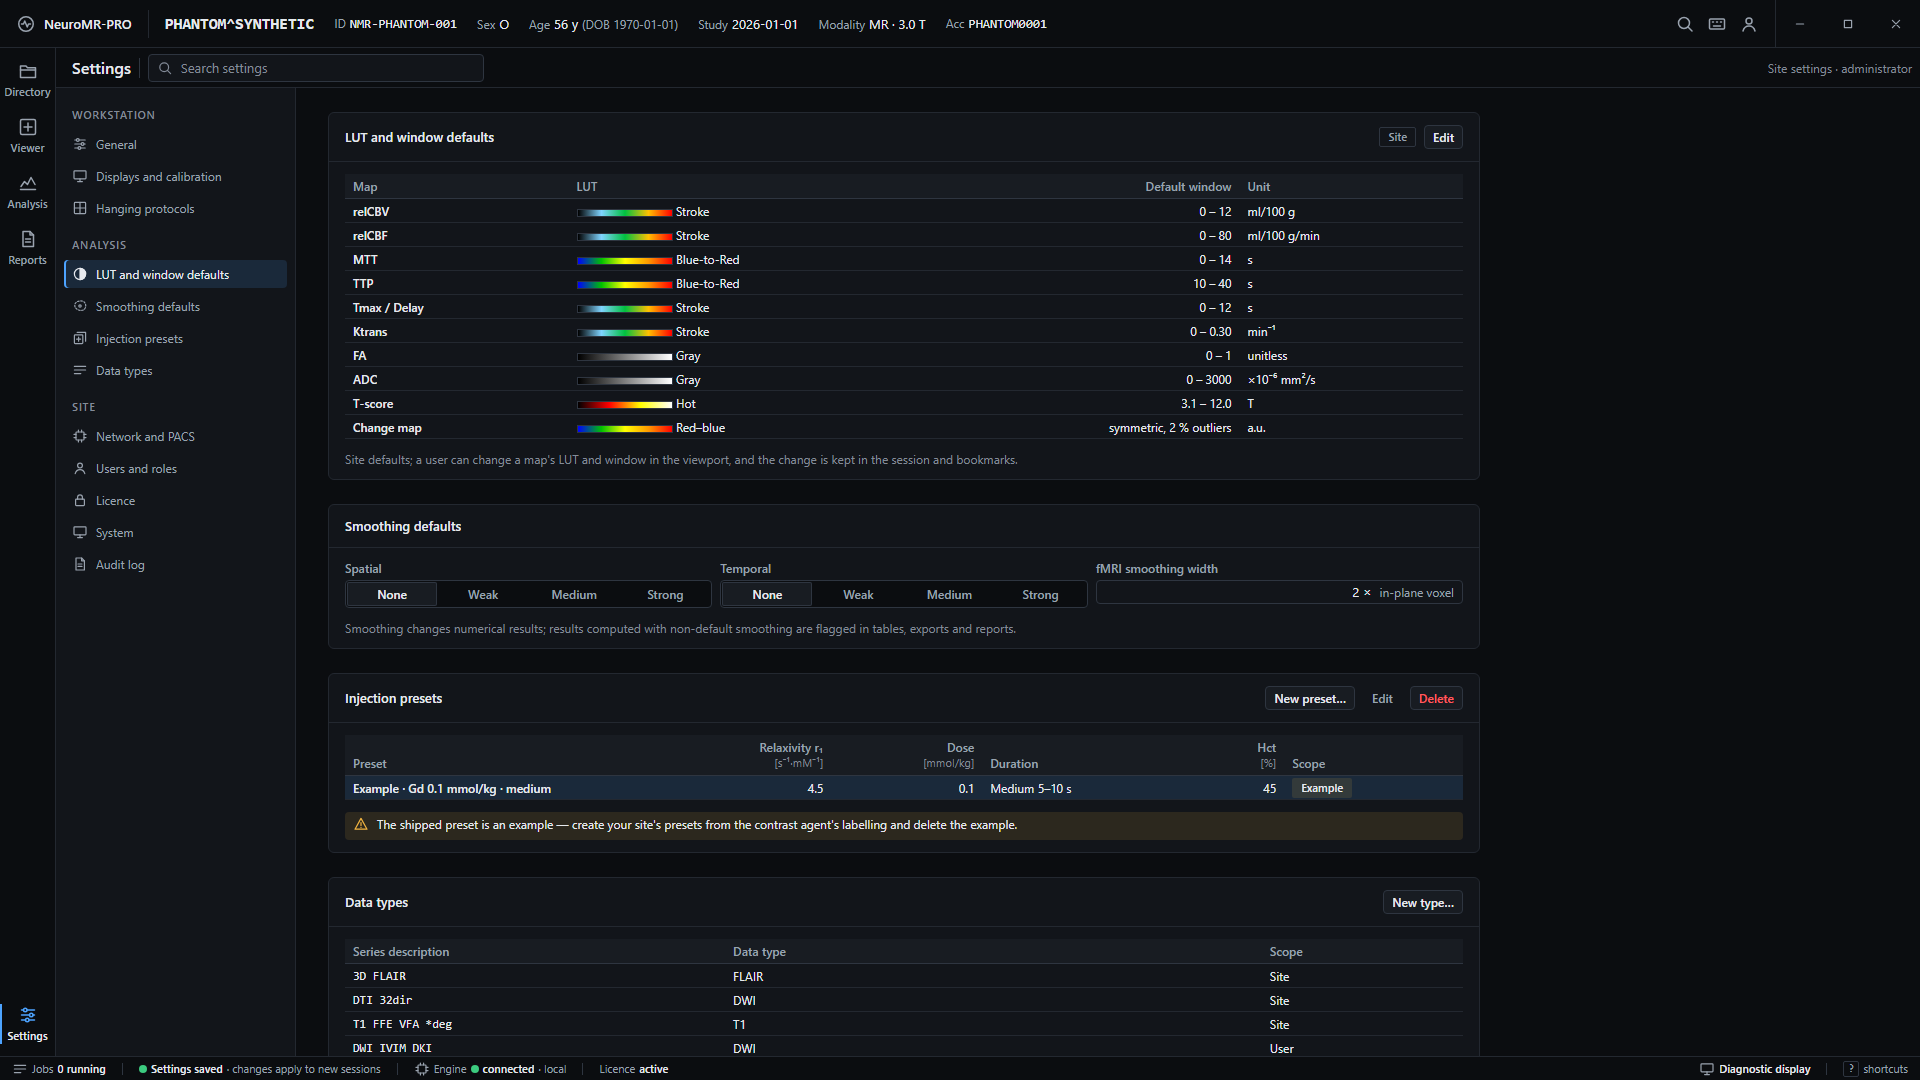 NeuroMR-PRO PHANTOM^SYNTHETIC ID NMR-PHANTOM-001 Sex O Age 56 y (DOB 1970-01-01) Study 2026-01-01 Modality MR · 3.0 T Acc PHANTOM0001
Settings Search settings Site settings · administrator
Directory
Viewer
Analysis
Reports
Settings
WORKSTATION
General
Displays and calibration
Hanging protocols
ANALYSIS
LUT and window defaults
Smoothing defaults
Injection presets
Data types
SITE
Network and PACS
Users and roles
Licence
System
Audit log
LUT and window defaults Site Edit
Map LUT Default window Unit
relCBV Stroke 0 – 12 ml/100 g
relCBF Stroke 0 – 80 ml/100 g/min
MTT Blue-to-Red 0 – 14 s
TTP Blue-to-Red 10 – 40 s
Tmax / Delay Stroke 0 – 12 s
Ktrans Stroke 0 – 0.30 min⁻¹
FA Gray 0 – 1 unitless
ADC Gray 0 – 3000 ×10⁻⁶ mm²/s
T-score Hot 3.1 – 12.0 T
Change map Red–blue symmetric, 2 % outliers a.u.
Site defaults; a user can change a map's LUT and window in the viewport, and the change is kept in the session and bookmarks.
Smoothing defaults
Spatial Temporal fMRI smoothing width
None Weak Medium Strong None Weak Medium Strong 2 × in-plane voxel
Smoothing changes numerical results; results computed with non-default smoothing are flagged in tables, exports and reports.
Injection presets New preset... Edit Delete
Preset Relaxivity r₁ [s⁻¹·mM⁻¹] Dose [mmol/kg] Duration Hct [%] Scope
Example · Gd 0.1 mmol/kg · medium 4.5 0.1 Medium 5–10 s 45 Example
The shipped preset is an example — create your site's presets from the contrast agent's labelling and delete the example.
Data types New type...
Series description Data type Scope
3D FLAIR FLAIR Site
DTI 32dir DWI Site
T1 FFE VFA *deg T1 Site
DWI IVIM DKI DWI User
Jobs 0 running Settings saved · changes apply to new sessions Engine connected · local Licence active Diagnostic display ? shortcuts